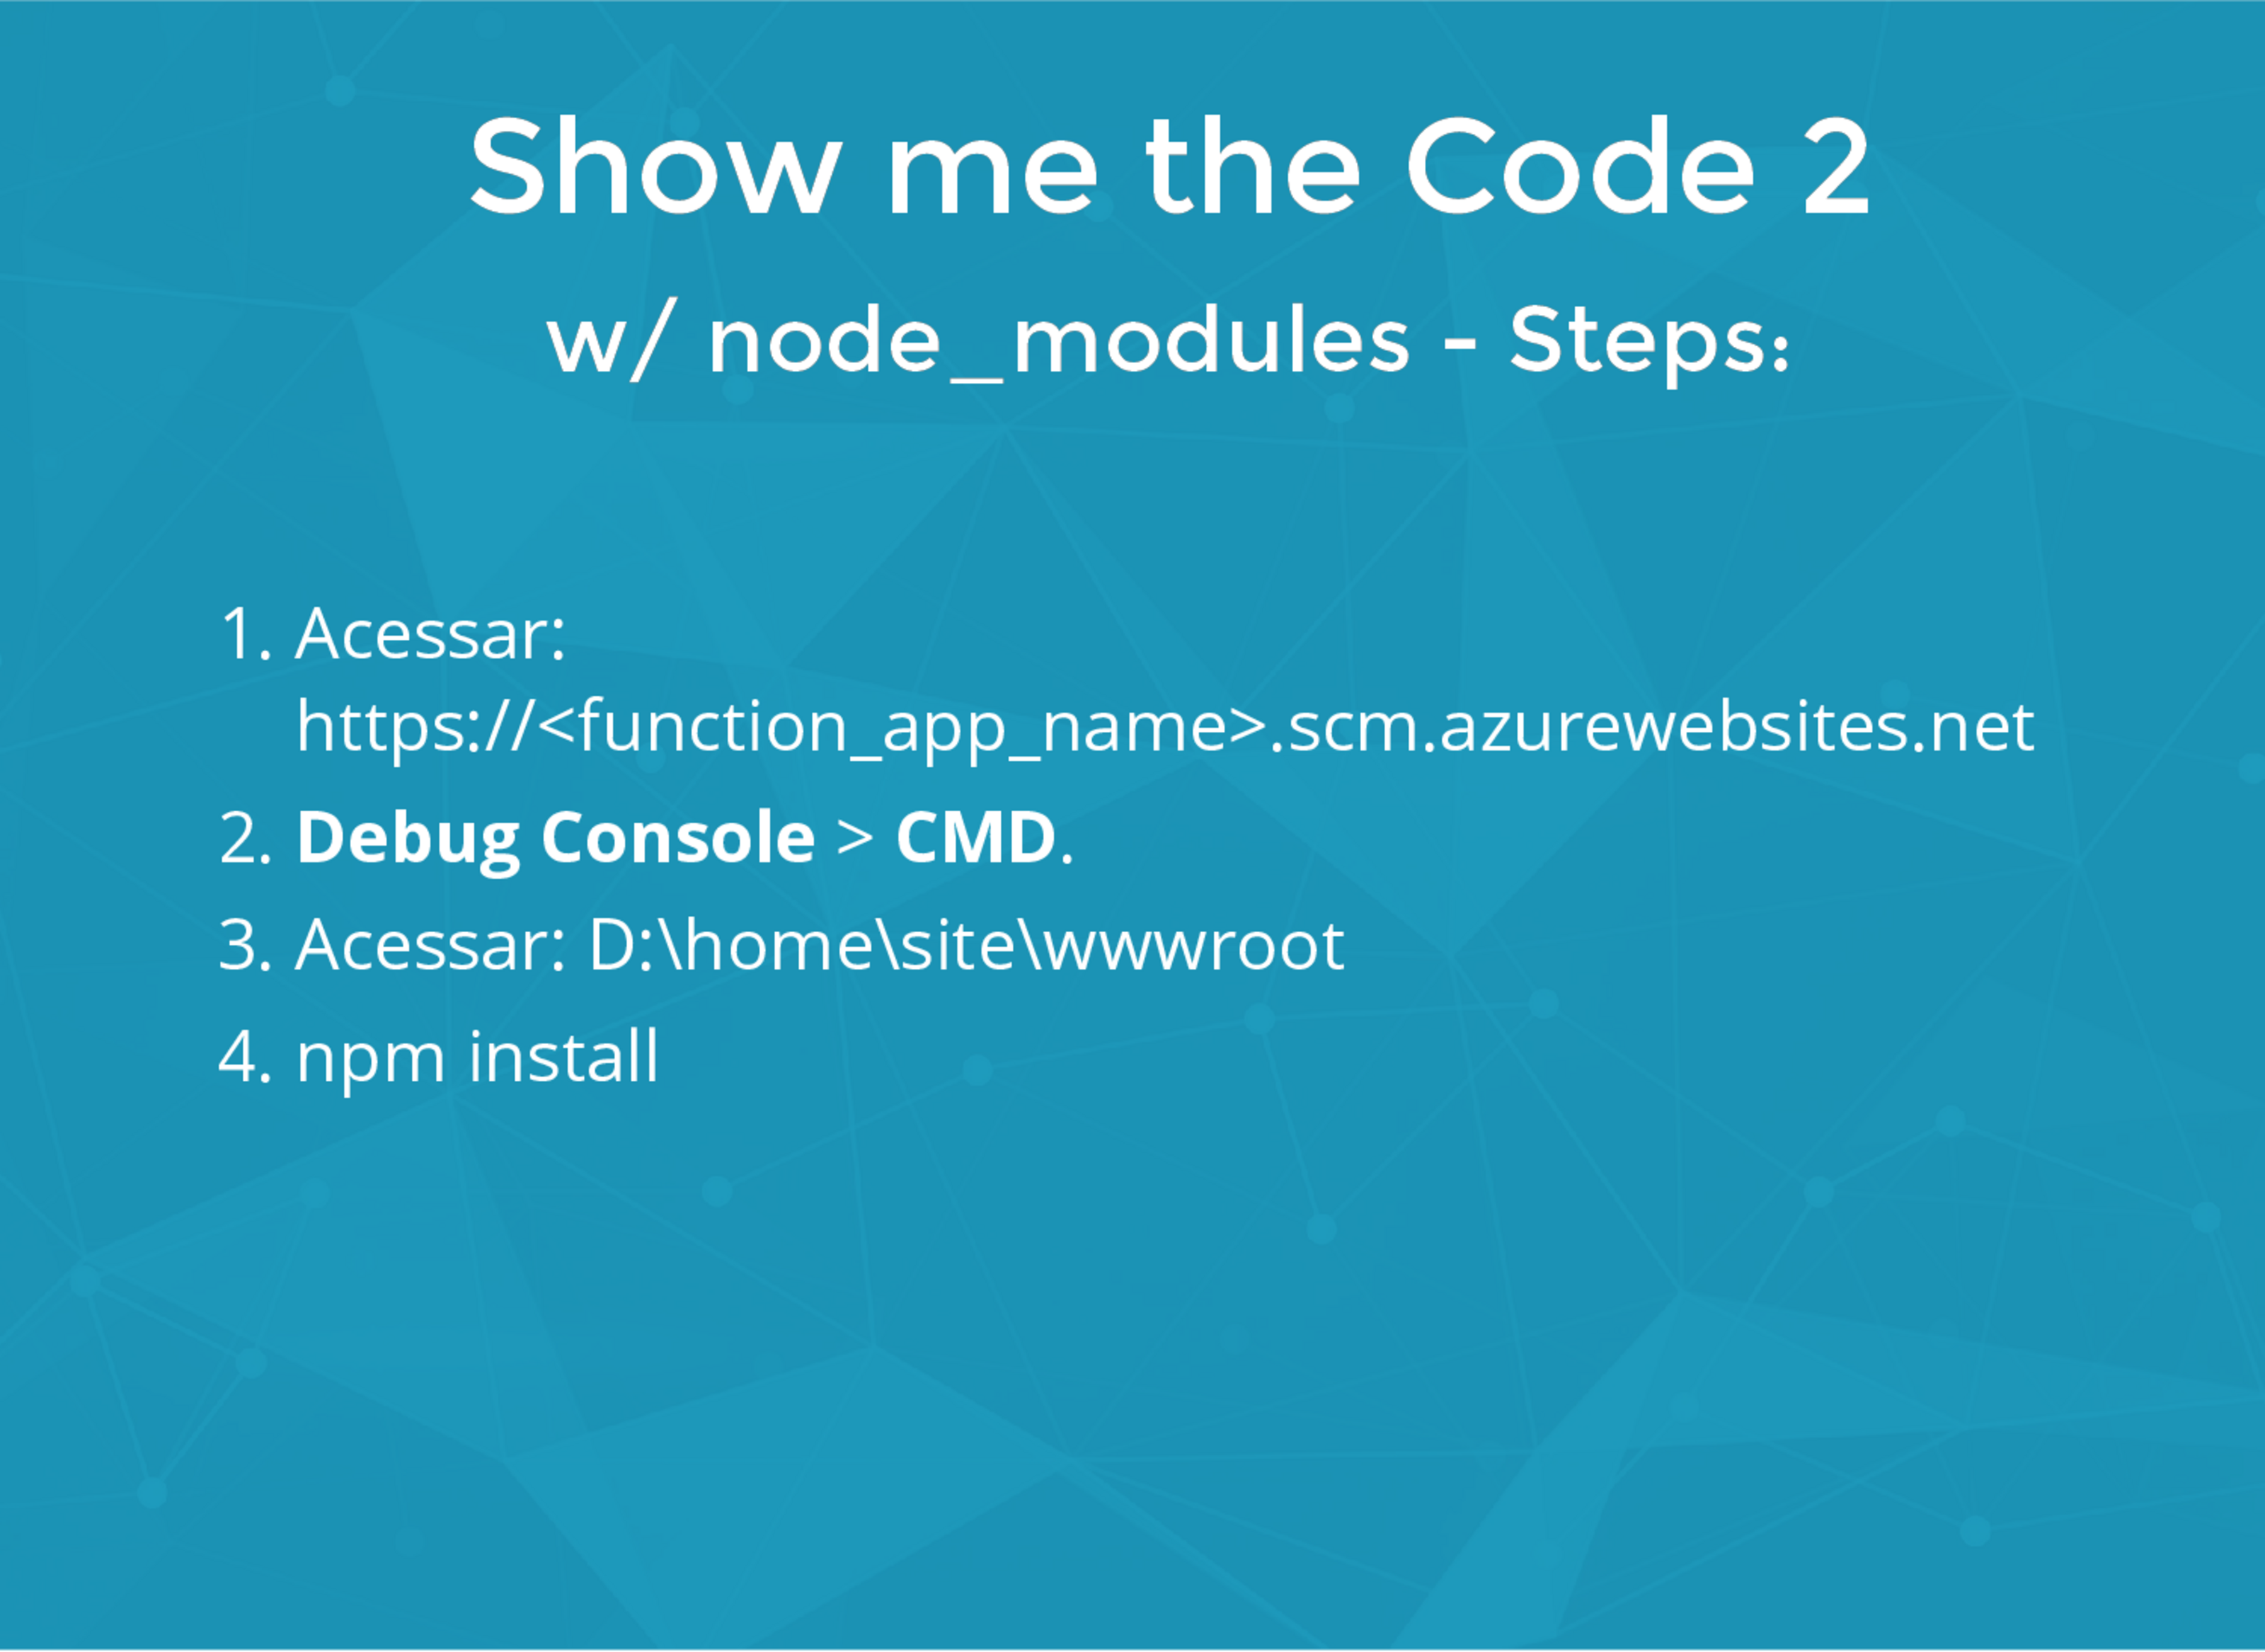 Show me the Code 2
w/ node_modules - Steps:
1. Acessar:
https://<function_app_name>.scm.azurewebsites.net
2. Debug Console > CMD.
3. Acessar: D:\home\site\wwwroot
4. npm install